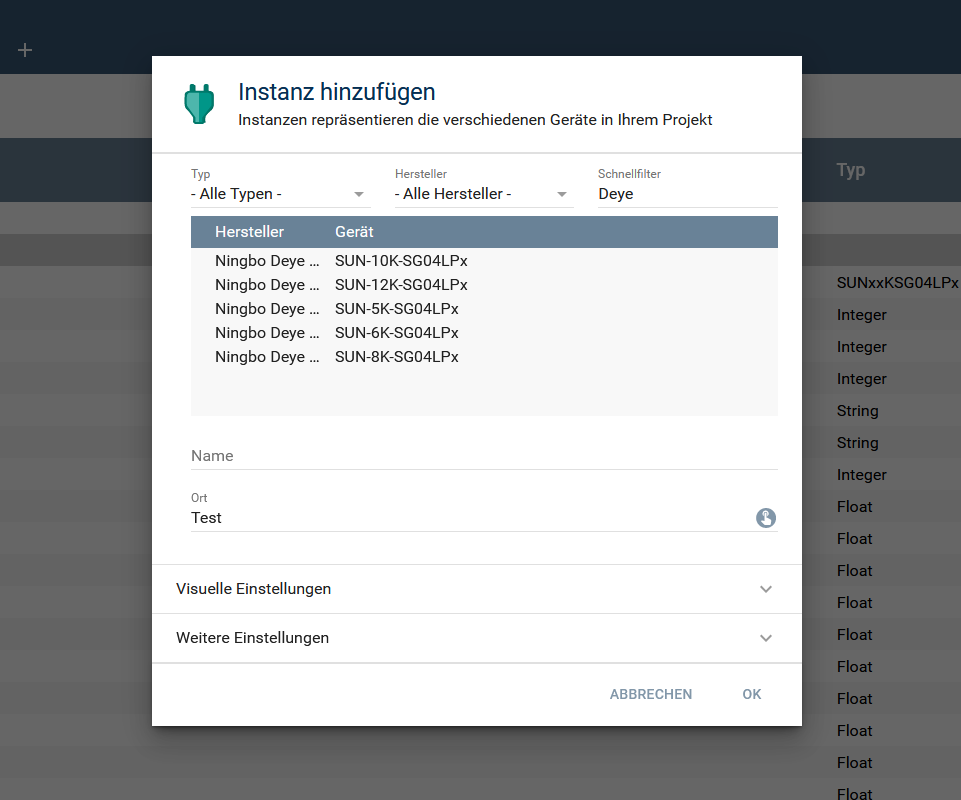 Instanz hinzufügen
Instanzen repräsentieren die verschiedenen Geräte in Ihrem Projekt
Typ Hersteller Schnellfilter
- Alle Typen - - Alle Hersteller - Deye
Hersteller Gerät
Ningbo Deye ... SUN-10K-SG04LPx
Ningbo Deye ... SUN-12K-SG04LPx
Ningbo Deye ... SUN-5K-SG04LPx
Ningbo Deye ... SUN-6K-SG04LPx
Ningbo Deye ... SUN-8K-SG04LPx
Name
Ort
Test
Visuelle Einstellungen
Weitere Einstellungen
ABBRECHEN OK
Typ
SUNxxKSG04LPx
Integer
Integer
Integer
String
String
Integer
Float
Float
Float
Float
Float
Float
Float
Float
Float
Float